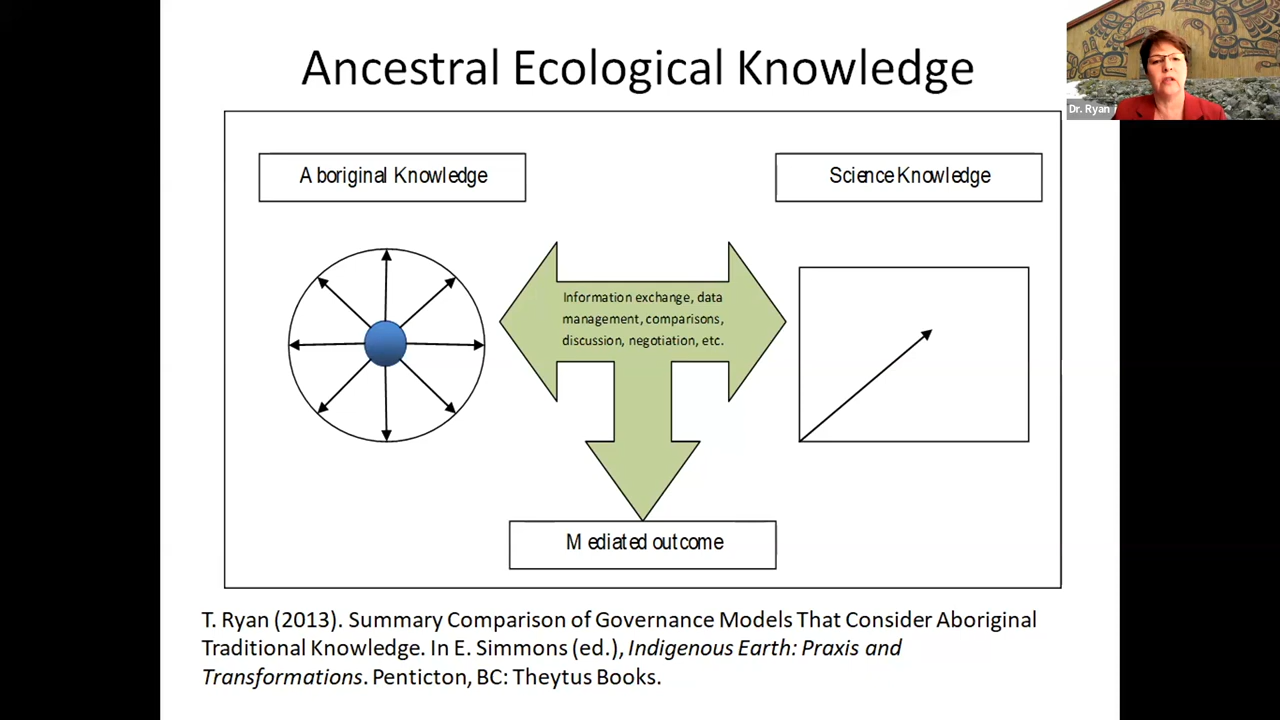 Ancestral Ecological Knowledge
Dr. Ryan
A boriginal Knowledge
Science Knowledge
Information exchange, data
management, comparisons,
discussion, negotiation, etc.
M ediated outcome
T. Ryan (2013). Summary Comparison of Governance Models That Consider Aboriginal
Traditional Knowledge. In E. Simmons (ed.), Indigenous Earth: Praxis and
Transformations. Penticton, BC: Theytus Books.